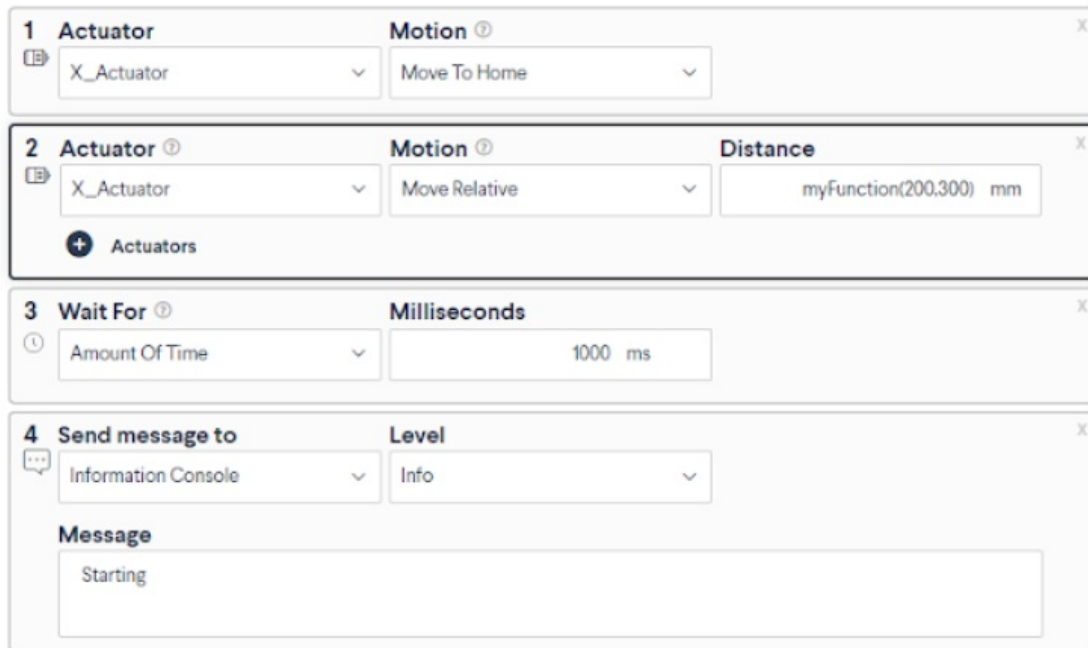 1 Actuator Motion ? X
X_Actuator Move To Home
2 Actuator ? Motion ? Distance X
X_Actuator Move Relative myFunction(200,300) mm
+ Actuators
3 Wait For ? Milliseconds X
Amount Of Time 1000 ms
4 Send message to Level X
Information Console Info
Message
Starting